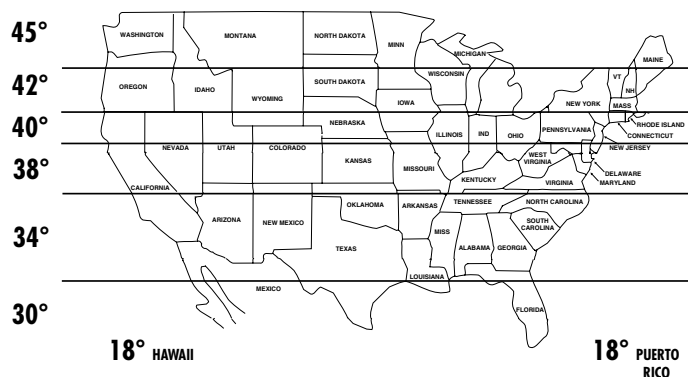 45°
WASHINGTON
MONTANA
NORTH DAKOTA
MINN
MICHIGAN
MAINE
42°
OREGON
IDAHO
WYOMING
SOUTH DAKOTA
WISCONSIN
IOWA
VT
NH
NEW YORK
MASS
40°
NEVADA
UTAH
COLORADO
NEBRASKA
ILLINOIS
IND
OHIO
PENNSYLVANIA
RHODE ISLAND
CONNECTICUT
NEW JERSEY
38°
CALIFORNIA
KANSAS
MISSOURI
KENTUCKY
WEST
VIRGINIA
VIRGINIA
DELAWARE
MARYLAND
34°
ARIZONA
NEW MEXICO
OKLAHOMA
TEXAS
ARKANSAS
TENNESSEE
NORTH CAROLINA
SOUTH
CAROLINA
MISS
ALABAMA
GEORGIA
LOUISIANA
30°
MEXICO
FLORIDA
18° HAWAII
18° PUERTO
RICO